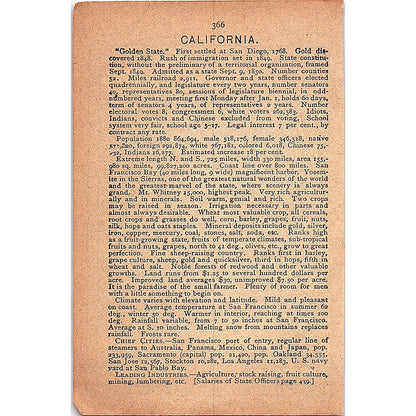 366
CALIFORNIA.
"Golden State." First settled at San Diego, 1768. Gold dis-
covered 1848. Rush of immigration set in 1849. State constitu-
tion, without the preliminary of a territorial organization, framed
Sept. 1849. Admitted as a state Sept. 9, 1850. Number counties
52. Miles railroad 2,911. Governor and state officers elected
quadrennially, and legislature every two years, number senators
40, representatives 80, sessions of legislature biennial, in odd-
numbered years, meeting first Monday after Jan. 1, holds 60 days,
term of senators 4 years, of representatives 2 years. Number
electoral votes 8, congressmen 6, white voters 262,583. Idiots,
Indians, convicts and Chinese excluded from voting. School
system very fair, school age 5-17. Legal interest 7 per cent., by
contract any rate.
Population 1880 864,694, male 518,176, female 346,518, native
571,820, foreign 292,874, white 767,181, colored 6,018, Chinese 75,-
132, Indians 16,277. Estimated increase 18 per cent.
Extreme length N. and S., 725 miles, width 330 miles, area 155,-
980 sq. miles, 99,827,200 acres. Coast line over 800 miles. San
Francisco Bay (40 miles long, 9 wide) magnificent harbor. Yosem-
ite in the Sierras, one of the greatest natural wonders of the world
and the greatest marvel of the state, where scenery is always
grand. Mt. Whitney 15,000, highest peak. Very rich agricultur-
ally and in minerals. Soil warm, genial and rich. Two crops
may be raised in season. Irrigation necessary in parts and
almost always desirable. Wheat most valuable crop, all cereals,
root crops and grasses do well, corn, barley, grapes, fruit, nuts,
silk, hops and oats staples. Mineral deposits include gold, silver,
iron, copper, mercury, coal, stones, salt, soda, etc. Ranks high
as a fruit-growing state, fruits of temperate climates, sub-tropical
fruits and nuts, grapes, north to 41 deg., olives, etc., grow to great
perfection. Fine sheep-raising country. Ranks first in barley,
grape culture, sheep, gold and quicksilver, third in hops, fifth in
wheat and salt. Noble forests of redwood and other valuable
growths. Land runs from $1.25 to several hundred dollars per
acre. Improved land averages $30, unimproved $7.50 per acre.
It is the paradise of the small farmer. Plenty of room for men
with a little something to begin on.
Climate varies with elevation and latitude. Mild and pleasant
on coast. Average temperature at San Francisco in summer 60
deg., winter 50 deg. Warmer in interior, reaching at times 100
deg. Rainfall variable, from 7 to 50 inches at San Francisco.
Average at S. 10 inches. Melting snow from mountains replaces
rainfall. Frosts rare.
CHIEF CITIES.—San Francisco port of entry, regular line of
steamers to Australia, Panama, Mexico, China and Japan, pop.
233,959, Sacramento (capital) pop. 21,420, pop. Oakland 34,555,
San Jose 12,567, Stockton 10,282, Los Angeles 11,183, U. S. navy
yard at San Pablo Bay.
LEADING INDUSTRIES.—Agriculture, stock raising, fruit culture,
mining, lumbering, etc. [Salaries of State Officers page 439.]